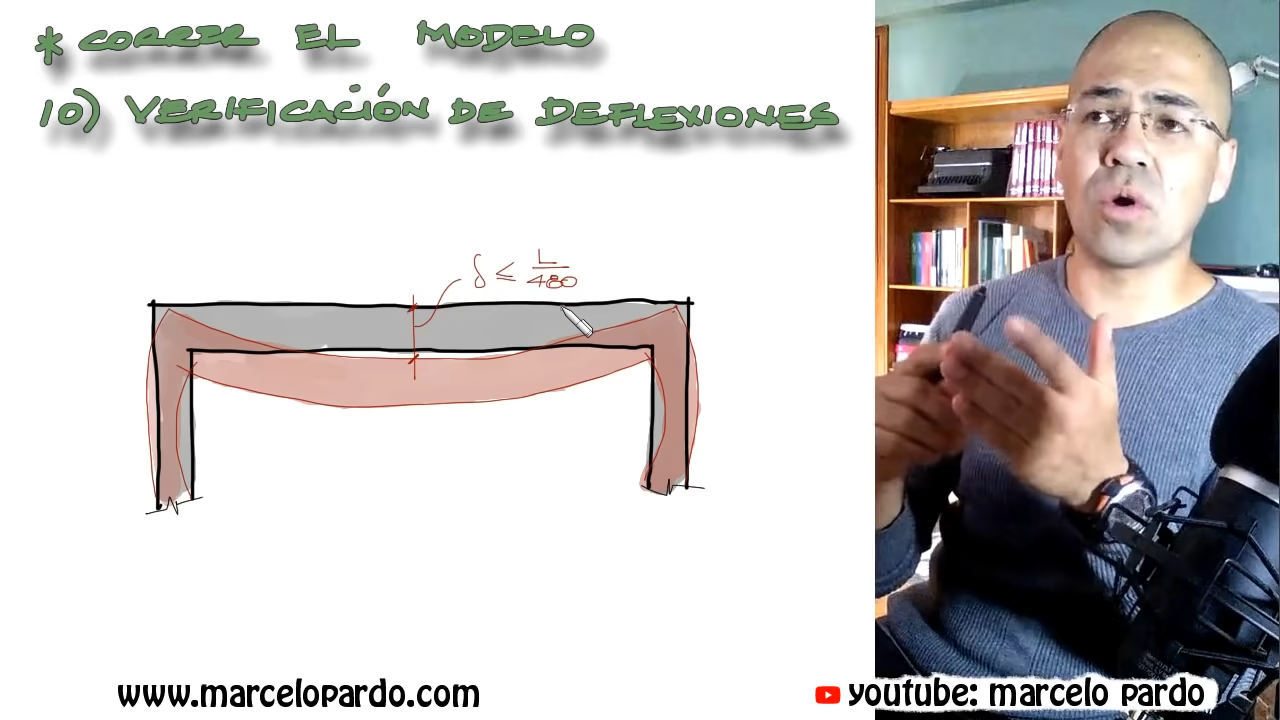 * CORRER EL MODELO
10) VERIFICACIÓN DE DEFLEXIONES
δ ≤ L/480
www.marcelopardo.com
youtube: marcelo pardo